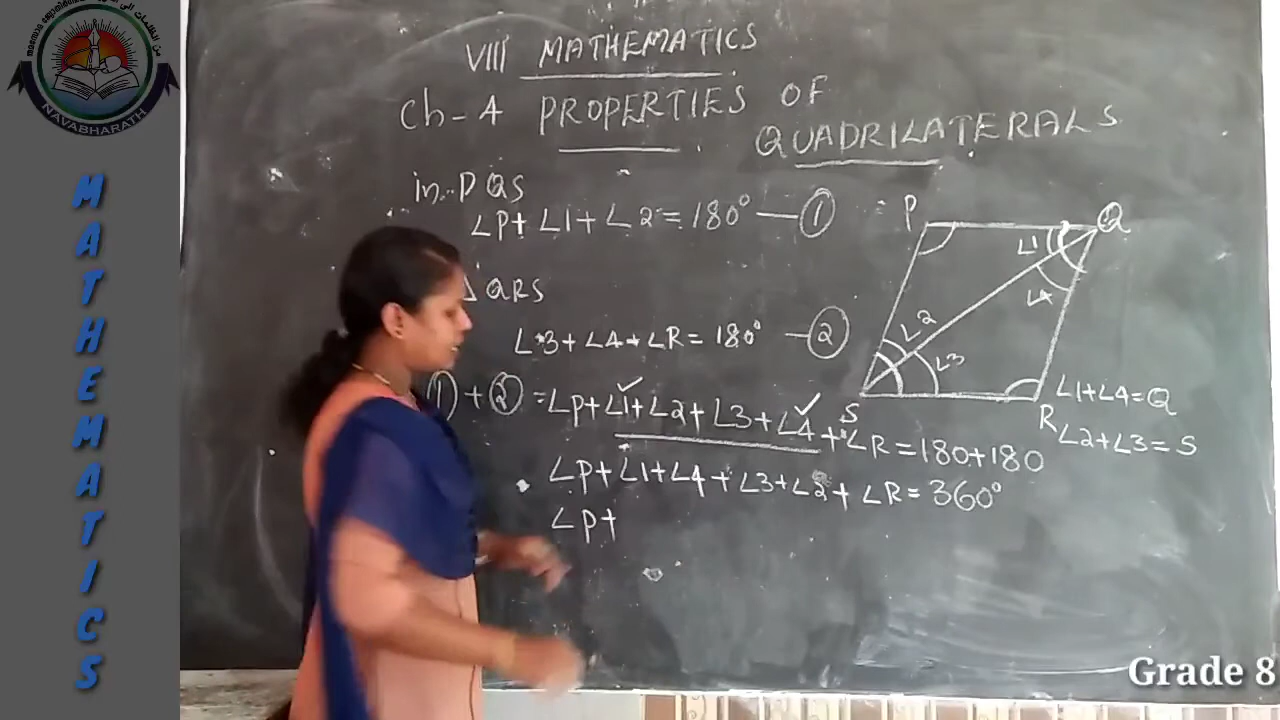 NAVABHARATH
MATHEMATICS
VIII MATHEMATICS
Ch-4 PROPERTIES OF
QUADRILATERALS
in PQS
∠P+∠1+∠2=180° — ①
△QRS
∠3+∠4+∠R=180° — ②
①+②=∠P+∠1+∠2+∠3+∠4+∠R=180+180
∠P+∠1+∠4+∠3+∠2+∠R=360°
∠P+
P
Q
∠1
∠4
∠2
∠3
S
R
∠1+∠4=Q
∠2+∠3=S
Grade 8